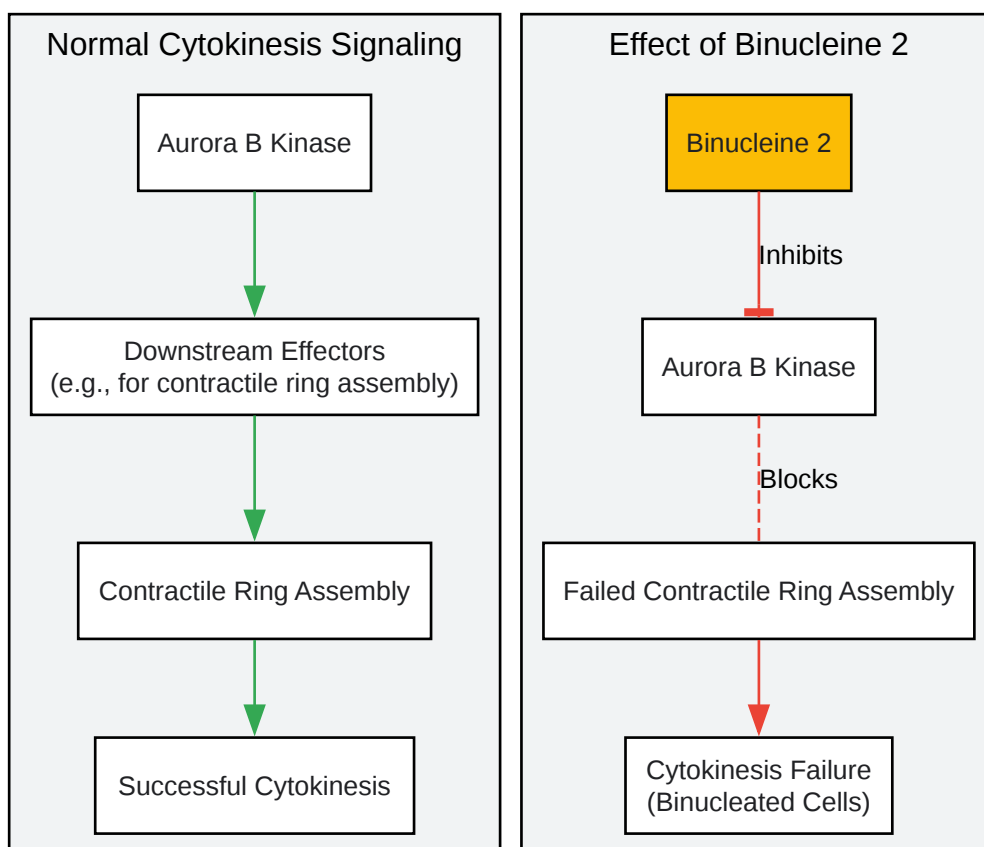 Normal Cytokinesis Signaling
Aurora B Kinase
Downstream Effectors
(e.g., for contractile ring assembly)
Contractile Ring Assembly
Successful Cytokinesis
Effect of Binucleine 2
Binucleine 2
Inhibits
Aurora B Kinase
Blocks
Failed Contractile Ring Assembly
Cytokinesis Failure
(Binucleated Cells)